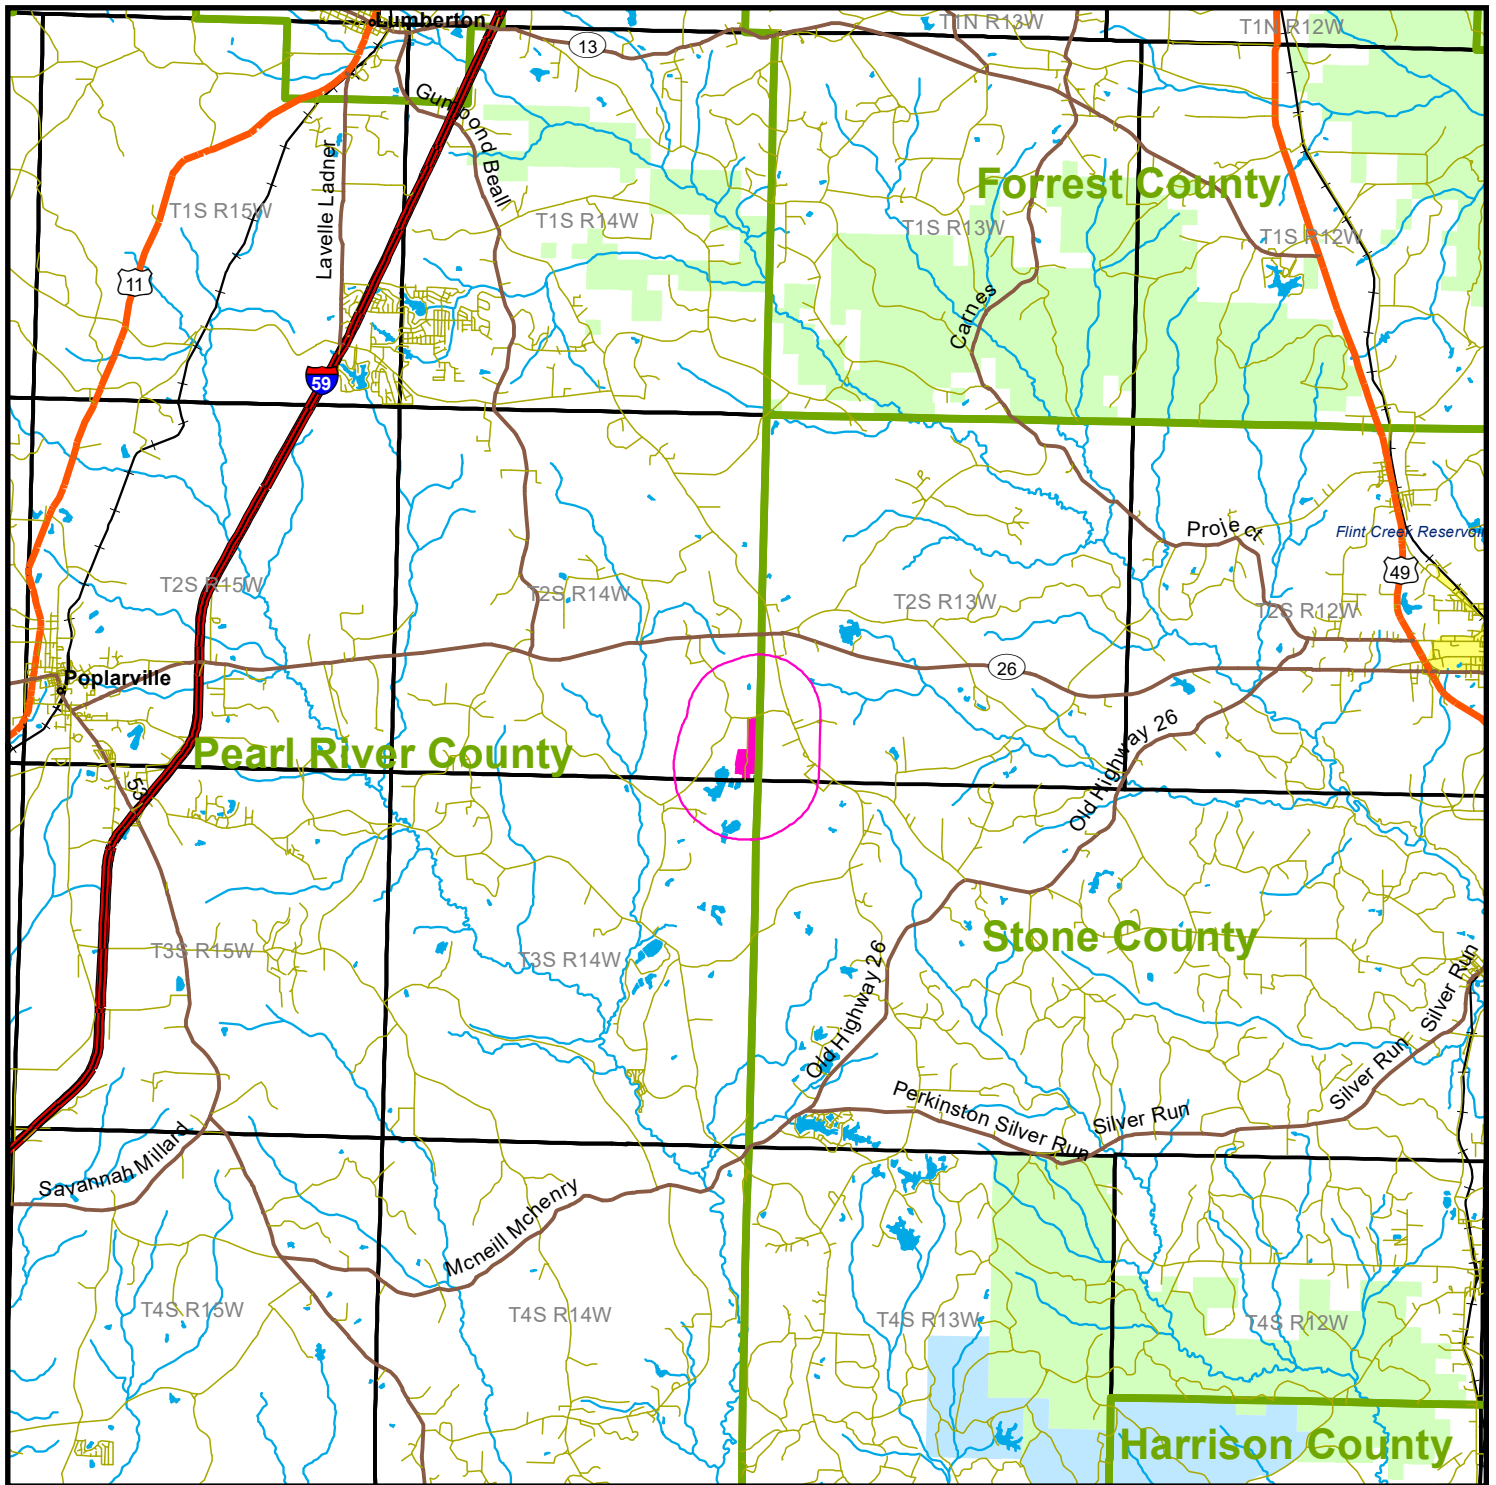 Lumberton
T1N R13W
T1N R12W
13
Gumpond Beall
Lavelle Ladner
Forrest County
T1S R15W
T1S R14W
T1S R13W
T1S R12W
11
Carnes
59
Project
Flint Creek Reservoir
49
T2S R15W
T2S R14W
T2S R13W
T2S R12W
26
Poplarville
Old Highway 26
Pearl River County
53
Stone County
T3S R15W
T3S R14W
Old Highway 26
Silver Run
Silver Run
Perkinston Silver Run
Silver Run
Savannah Millard
Mcneill Mchenry
T4S R15W
T4S R14W
T4S R13W
T4S R12W
Harrison County